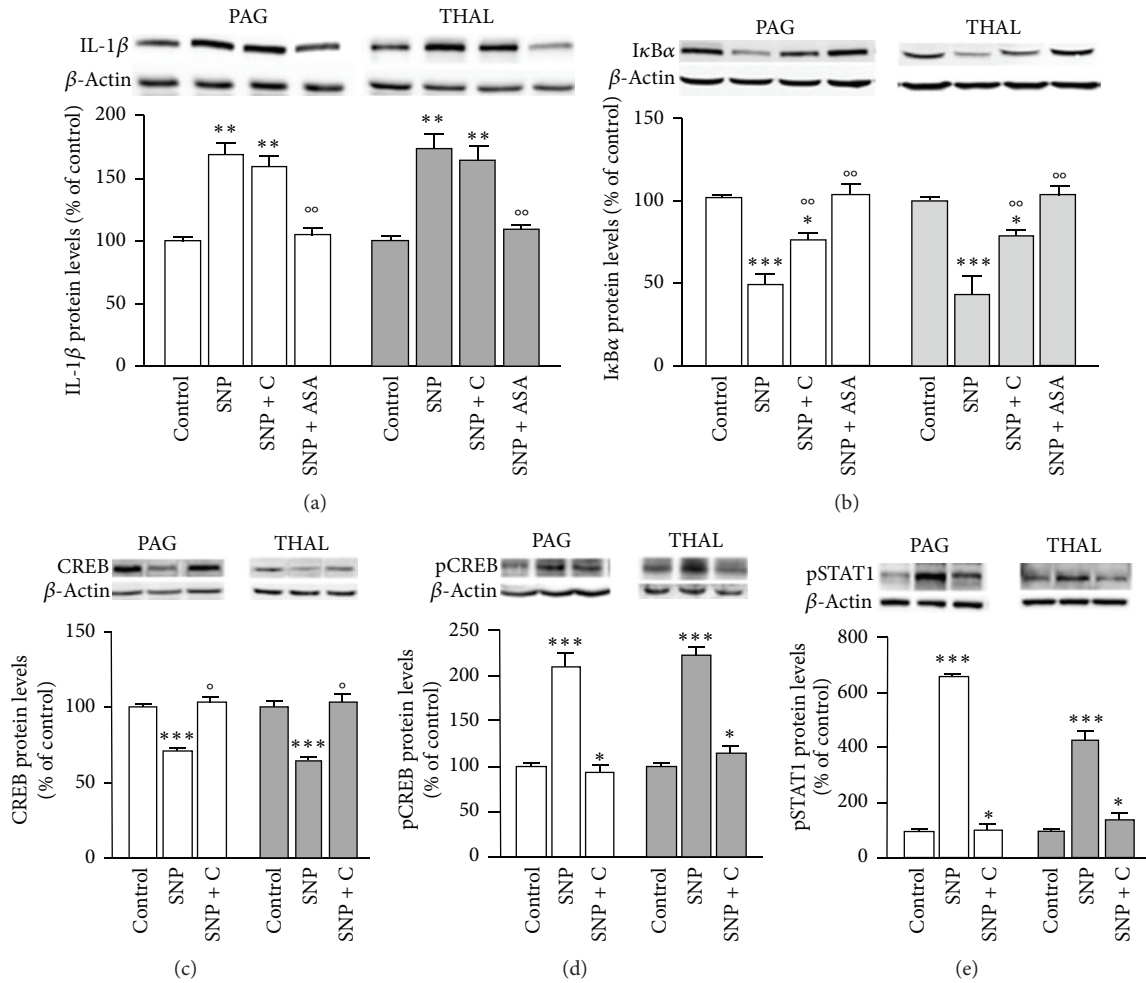 PAG THAL
IL-1β
β-Actin
IL-1β protein levels (% of control)
200
150
100
50
0
** ** °° ** ** °°
Control SNP SNP + C SNP + ASA Control SNP SNP + C SNP + ASA
(a)
PAG THAL
IκBα
β-Actin
IκBα protein levels (% of control)
150
100
50
0
*** °° * °° *** °° * °°
Control SNP SNP + C SNP + ASA Control SNP SNP + C SNP + ASA
(b)
PAG THAL
CREB
β-Actin
CREB protein levels
(% of control)
150
100
50
0
*** ° *** °
Control SNP SNP + C Control SNP SNP + C
(c)
PAG THAL
pCREB
β-Actin
pCREB protein levels
(% of control)
250
200
150
100
50
0
*** * *** *
Control SNP SNP + C Control SNP SNP + C
(d)
PAG THAL
pSTAT1
β-Actin
pSTAT1 protein levels
(% of control)
800
600
400
200
0
*** * *** *
Control SNP SNP + C Control SNP SNP + C
(e)